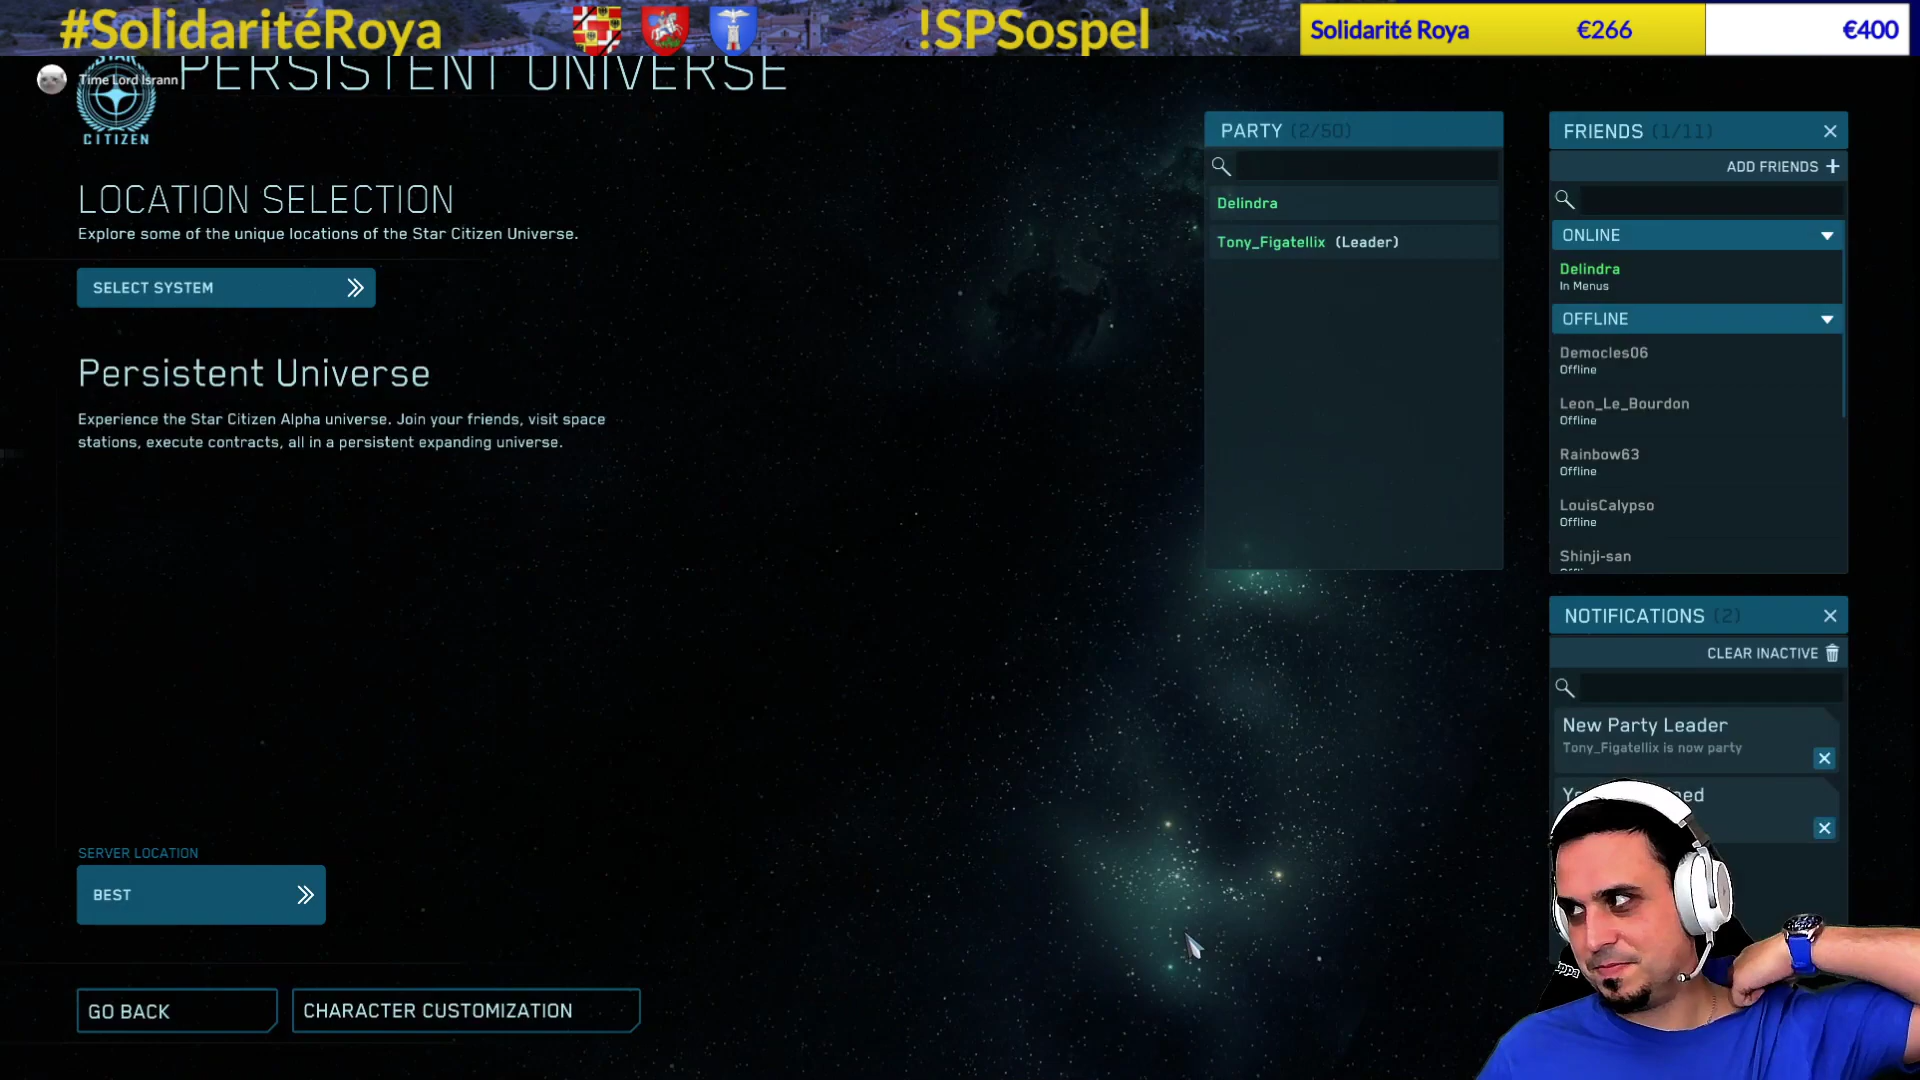 #SolidaritéRoya
!SPSospel
Solidarité Roya €266 €400
Time Lord Isrann
STAR
CITIZEN
PERSISTENT UNIVERSE
LOCATION SELECTION
Explore some of the unique locations of the Star Citizen Universe.
SELECT SYSTEM
Persistent Universe
Experience the Star Citizen Alpha universe. Join your friends, visit space
stations, execute contracts, all in a persistent expanding universe.
SERVER LOCATION
BEST
GO BACK
CHARACTER CUSTOMIZATION
PARTY (2/50)
Delindra
Tony_Figatellix (Leader)
FRIENDS (1/11)
ADD FRIENDS
ONLINE
Delindra
In Menus
OFFLINE
Democles06
Offline
Leon_Le_Bourdon
Offline
Rainbow63
Offline
LouisCalypso
Offline
Shinji-san
NOTIFICATIONS (2)
CLEAR INACTIVE
New Party Leader
Tony_Figatellix is now party